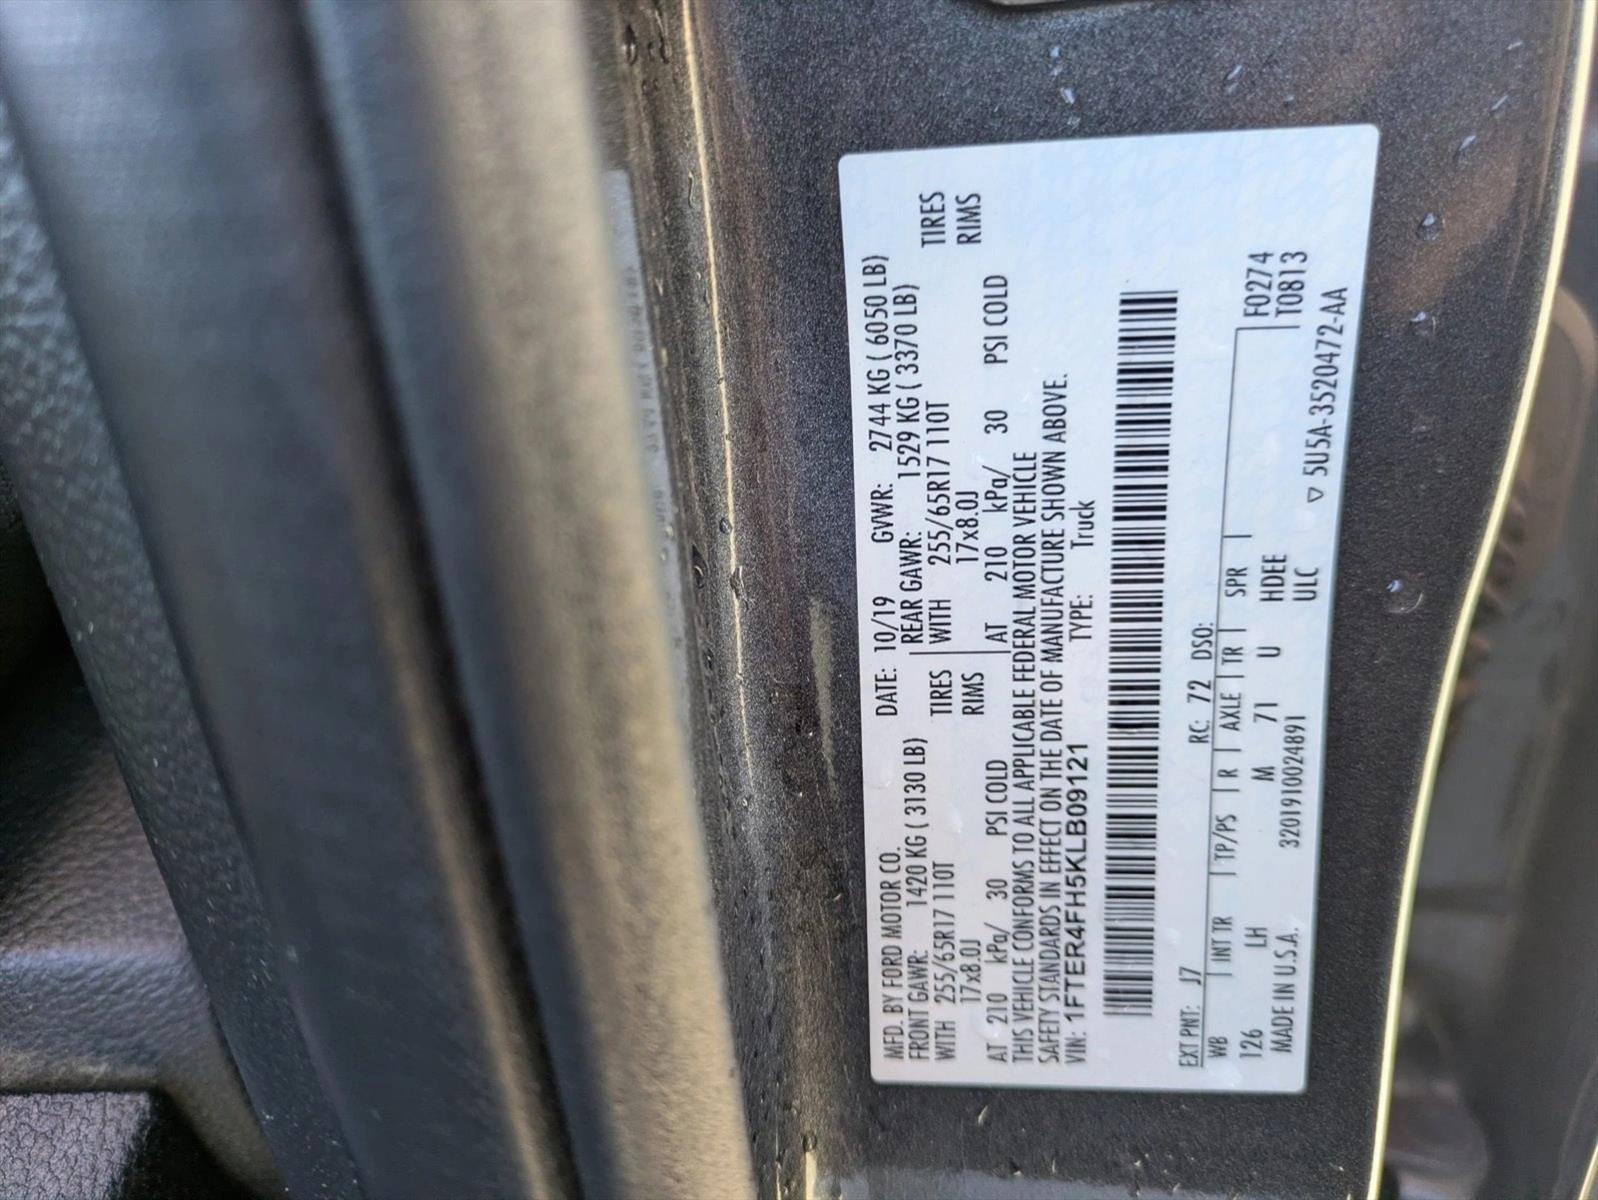 MFD. BY FORD MOTOR CO. DATE: 10/19 GVWR: 2744 KG ( 6050 LB)
FRONT GAWR: 1420 KG ( 3130 LB) REAR GAWR: 1529 KG ( 3370 LB)
WITH 255/65R17 110T TIRES WITH 255/65R17 110T TIRES
17x8.0J RIMS 17x8.0J RIMS
AT 210 kPa/ 30 PSI COLD AT 210 kPa/ 30 PSI COLD
THIS VEHICLE CONFORMS TO ALL APPLICABLE FEDERAL MOTOR VEHICLE
SAFETY STANDARDS IN EFFECT ON THE DATE OF MANUFACTURE SHOWN ABOVE.
VIN: 1FTER4FH5KLB09121 TYPE: Truck
EXT PNT: J7 RC: 72 DSO:
WB INT TR TP/PS R AXLE TR SPR F0274
126 LH M 71 U HDEE T0813
MADE IN U.S.A. 3201910024891 ULC
▽ 5U5A-3520472-AA